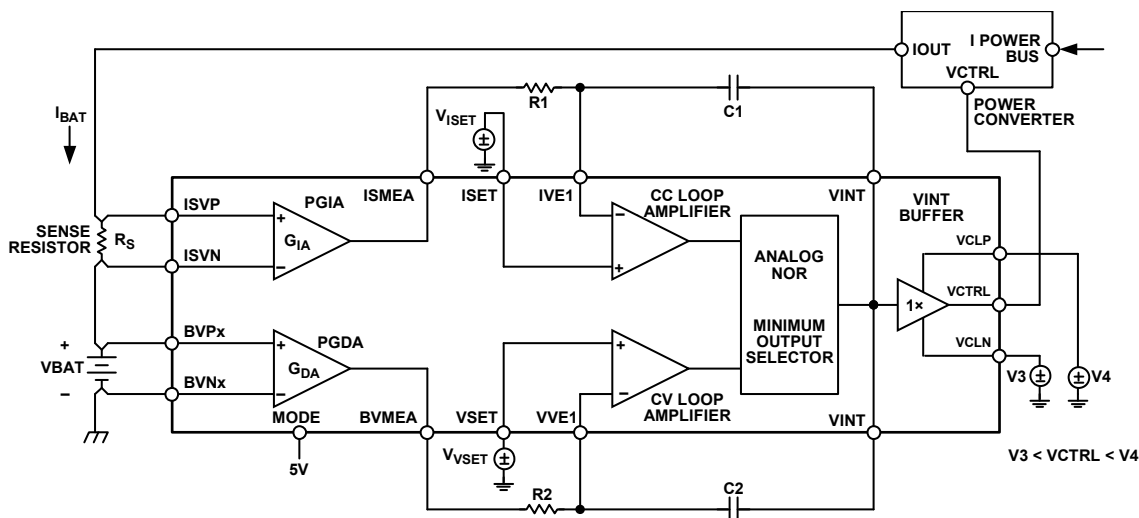 IOUT
I POWER
BUS
VCTRL
POWER
CONVERTER
R1
C1
IBAT
VISET
ISMEA
ISET
IVE1
VINT
ISVP
PGIA
CC LOOP
AMPLIFIER
VINT
BUFFER
SENSE
RESISTOR
RS
+
GIA
−
−
+
ISVN
ANALOG
NOR
MINIMUM
OUTPUT
SELECTOR
VCLP
1×
VCTRL
VCLN
BVPx
PGDA
+
VBAT
−
+
GDA
−
+
−
BVNx
V3
V4
MODE
BVMEA
VSET
VVE1
CV LOOP
AMPLIFIER
VINT
5V
VVSET
V3 < VCTRL < V4
R2
C2